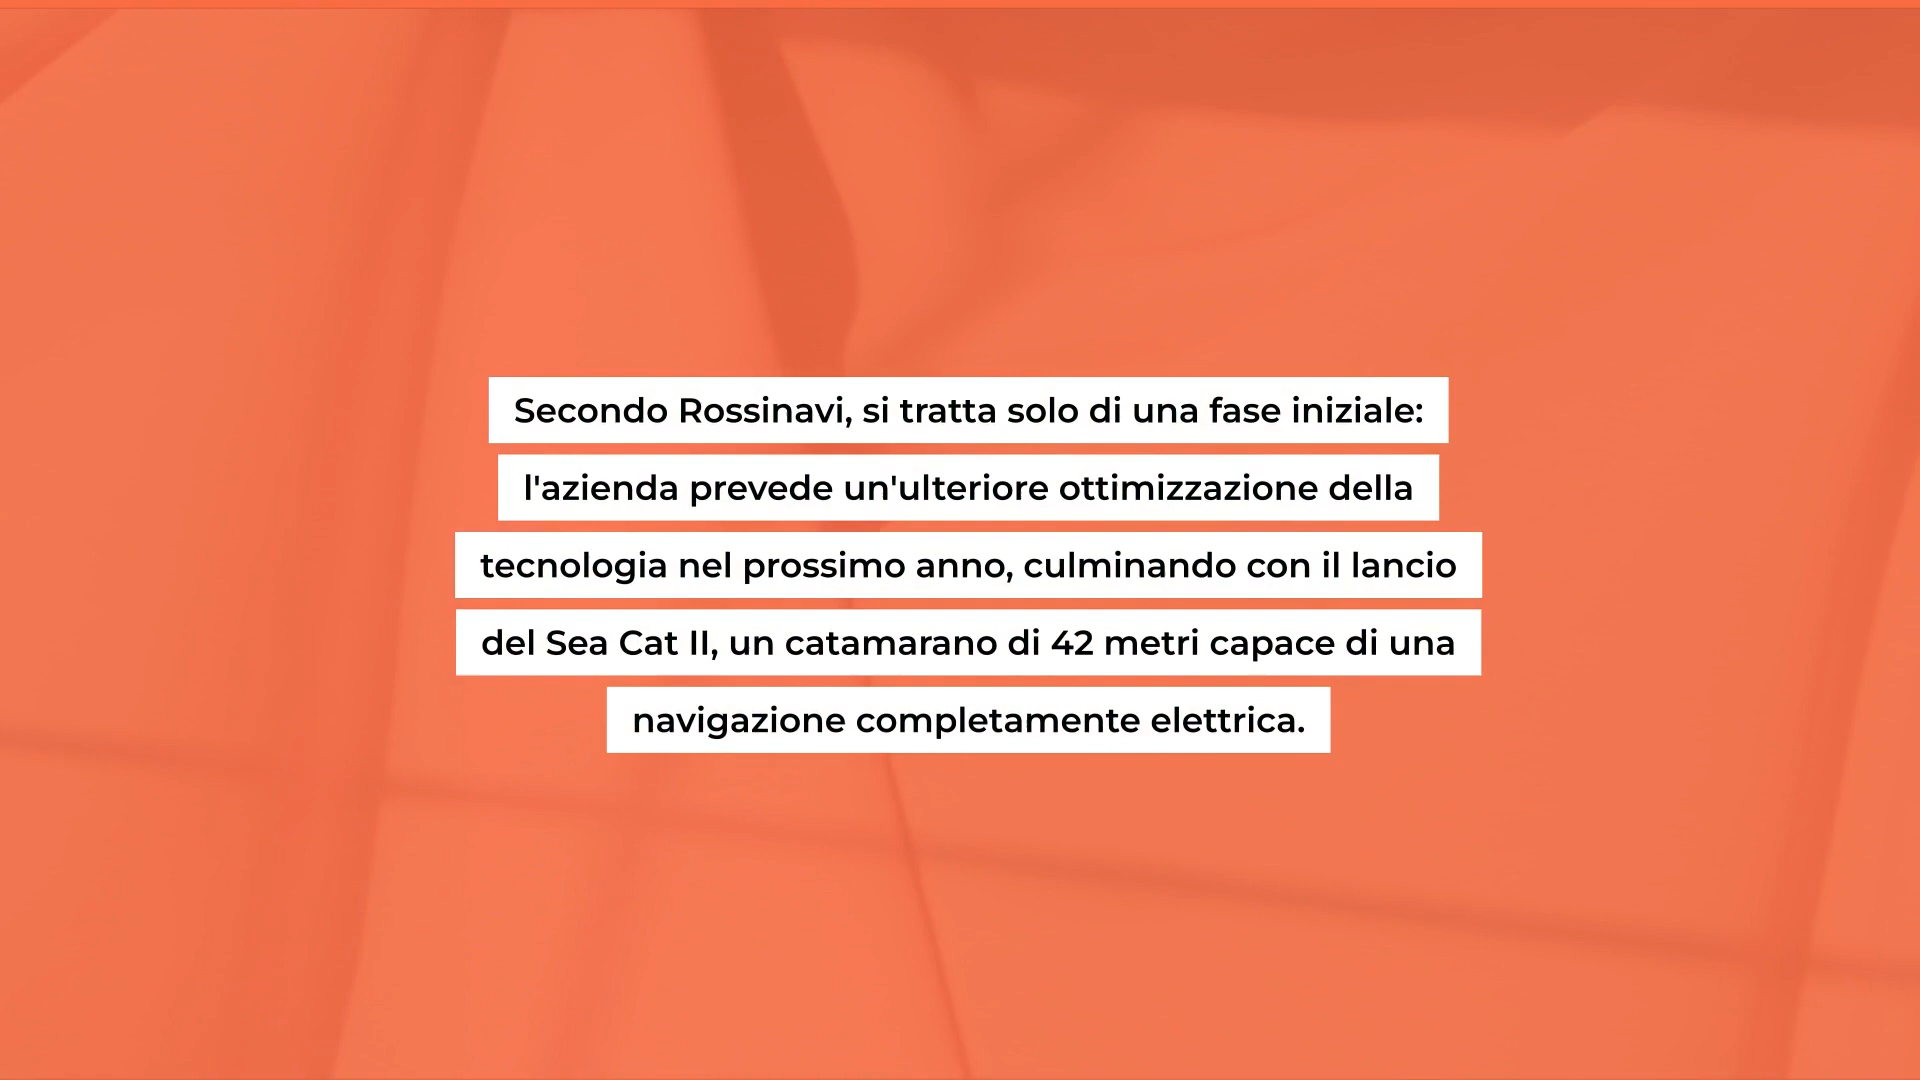 Secondo Rossinavi, si tratta solo di una fase iniziale:
l'azienda prevede un'ulteriore ottimizzazione della
tecnologia nel prossimo anno, culminando con il lancio
del Sea Cat II, un catamarano di 42 metri capace di una
navigazione completamente elettrica.